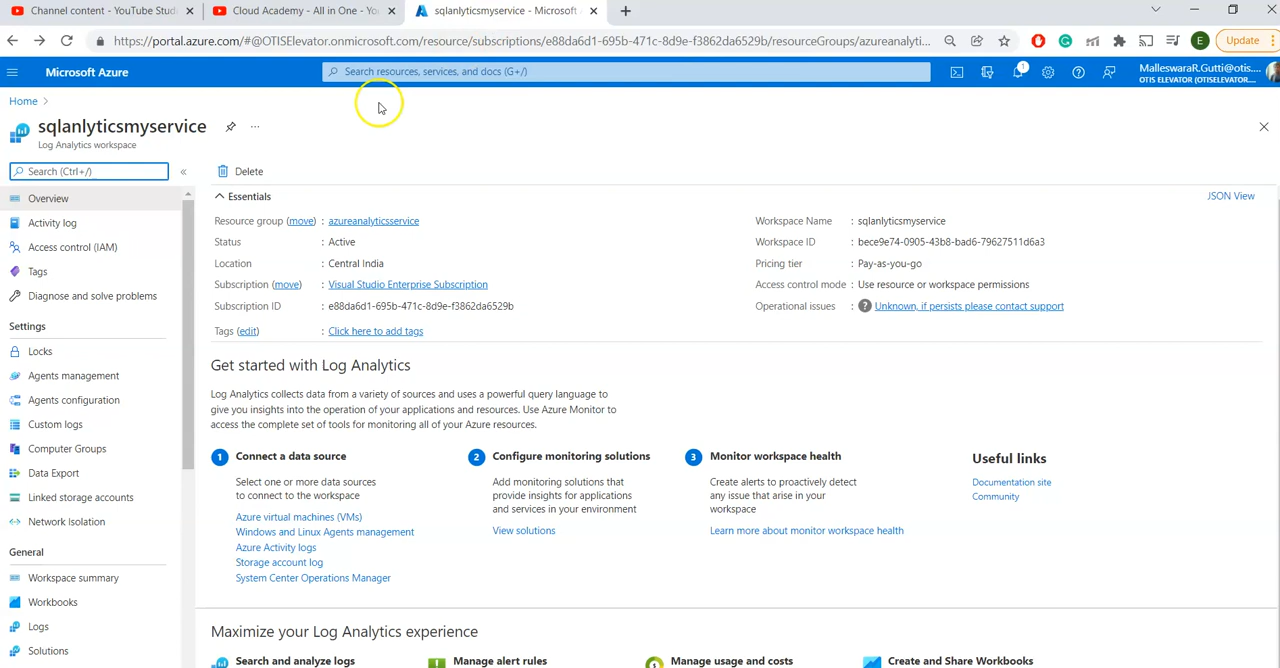 Channel content - YouTube Stud
Cloud Academy - All in One - Yo
sqlanlyticsmyservice - Microsoft
https://portal.azure.com/#@OTISElevator.onmicrosoft.com/resource/subscriptions/e88da6d1-695b-471c-8d9e-f3862da6529b/resourceGroups/azureanalyti...
E
Update
Microsoft Azure
Search resources, services, and docs (G+/)
1
MalleswaraR.Gutti@otis....
OTIS ELEVATOR (OTISELEVATOR....
Home
sqlanlyticsmyservice
Log Analytics workspace
Search (Ctrl+/)
Delete
Overview
Activity log
Access control (IAM)
Tags
Diagnose and solve problems
Settings
Locks
Agents management
Agents configuration
Custom logs
Computer Groups
Data Export
Linked storage accounts
Network Isolation
General
Workspace summary
Workbooks
Logs
Solutions
Essentials
JSON View
Resource group (move) : azureanalyticsservice
Status : Active
Location : Central India
Subscription (move) : Visual Studio Enterprise Subscription
Subscription ID : e88da6d1-695b-471c-8d9e-f3862da6529b
Tags (edit) : Click here to add tags
Workspace Name : sqlanlyticsmyservice
Workspace ID : bece9e74-0905-43b8-bad6-79627511d6a3
Pricing tier : Pay-as-you-go
Access control mode : Use resource or workspace permissions
Operational issues : Unknown, if persists please contact support
Get started with Log Analytics
Log Analytics collects data from a variety of sources and uses a powerful query language to
give you insights into the operation of your applications and resources. Use Azure Monitor to
access the complete set of tools for monitoring all of your Azure resources.
1 Connect a data source
Select one or more data sources
to connect to the workspace
Azure virtual machines (VMs)
Windows and Linux Agents management
Azure Activity logs
Storage account log
System Center Operations Manager
2 Configure monitoring solutions
Add monitoring solutions that
provide insights for applications
and services in your environment
View solutions
3 Monitor workspace health
Create alerts to proactively detect
any issue that arise in your
workspace
Learn more about monitor workspace health
Useful links
Documentation site
Community
Maximize your Log Analytics experience
Search and analyze logs
Manage alert rules
Manage usage and costs
Create and Share Workbooks